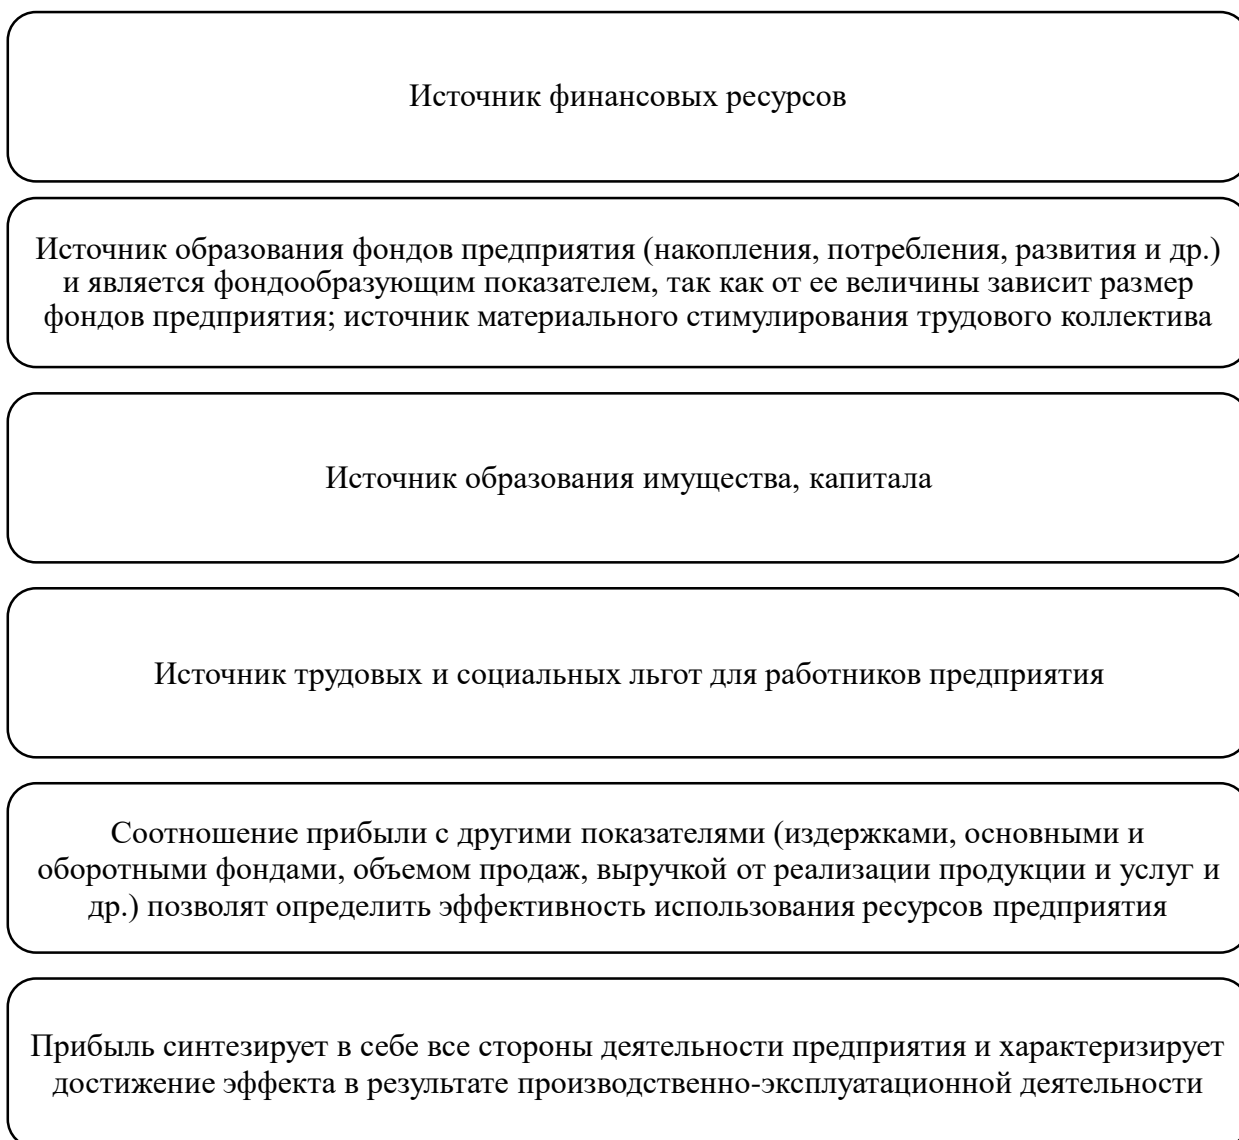 Источник финансовых ресурсов
Источник образования фондов предприятия (накопления, потребления, развития и др.)
и является фондообразующим показателем, так как от ее величины зависит размер
фондов предприятия; источник материального стимулирования трудового коллектива
Источник образования имущества, капитала
Источник трудовых и социальных льгот для работников предприятия
Соотношение прибыли с другими показателями (издержками, основными и
оборотными фондами, объемом продаж, выручкой от реализации продукции и услуг и
др.) позволят определить эффективность использования ресурсов предприятия
Прибыль синтезирует в себе все стороны деятельности предприятия и характеризирует
достижение эффекта в результате производственно-эксплуатационной деятельности